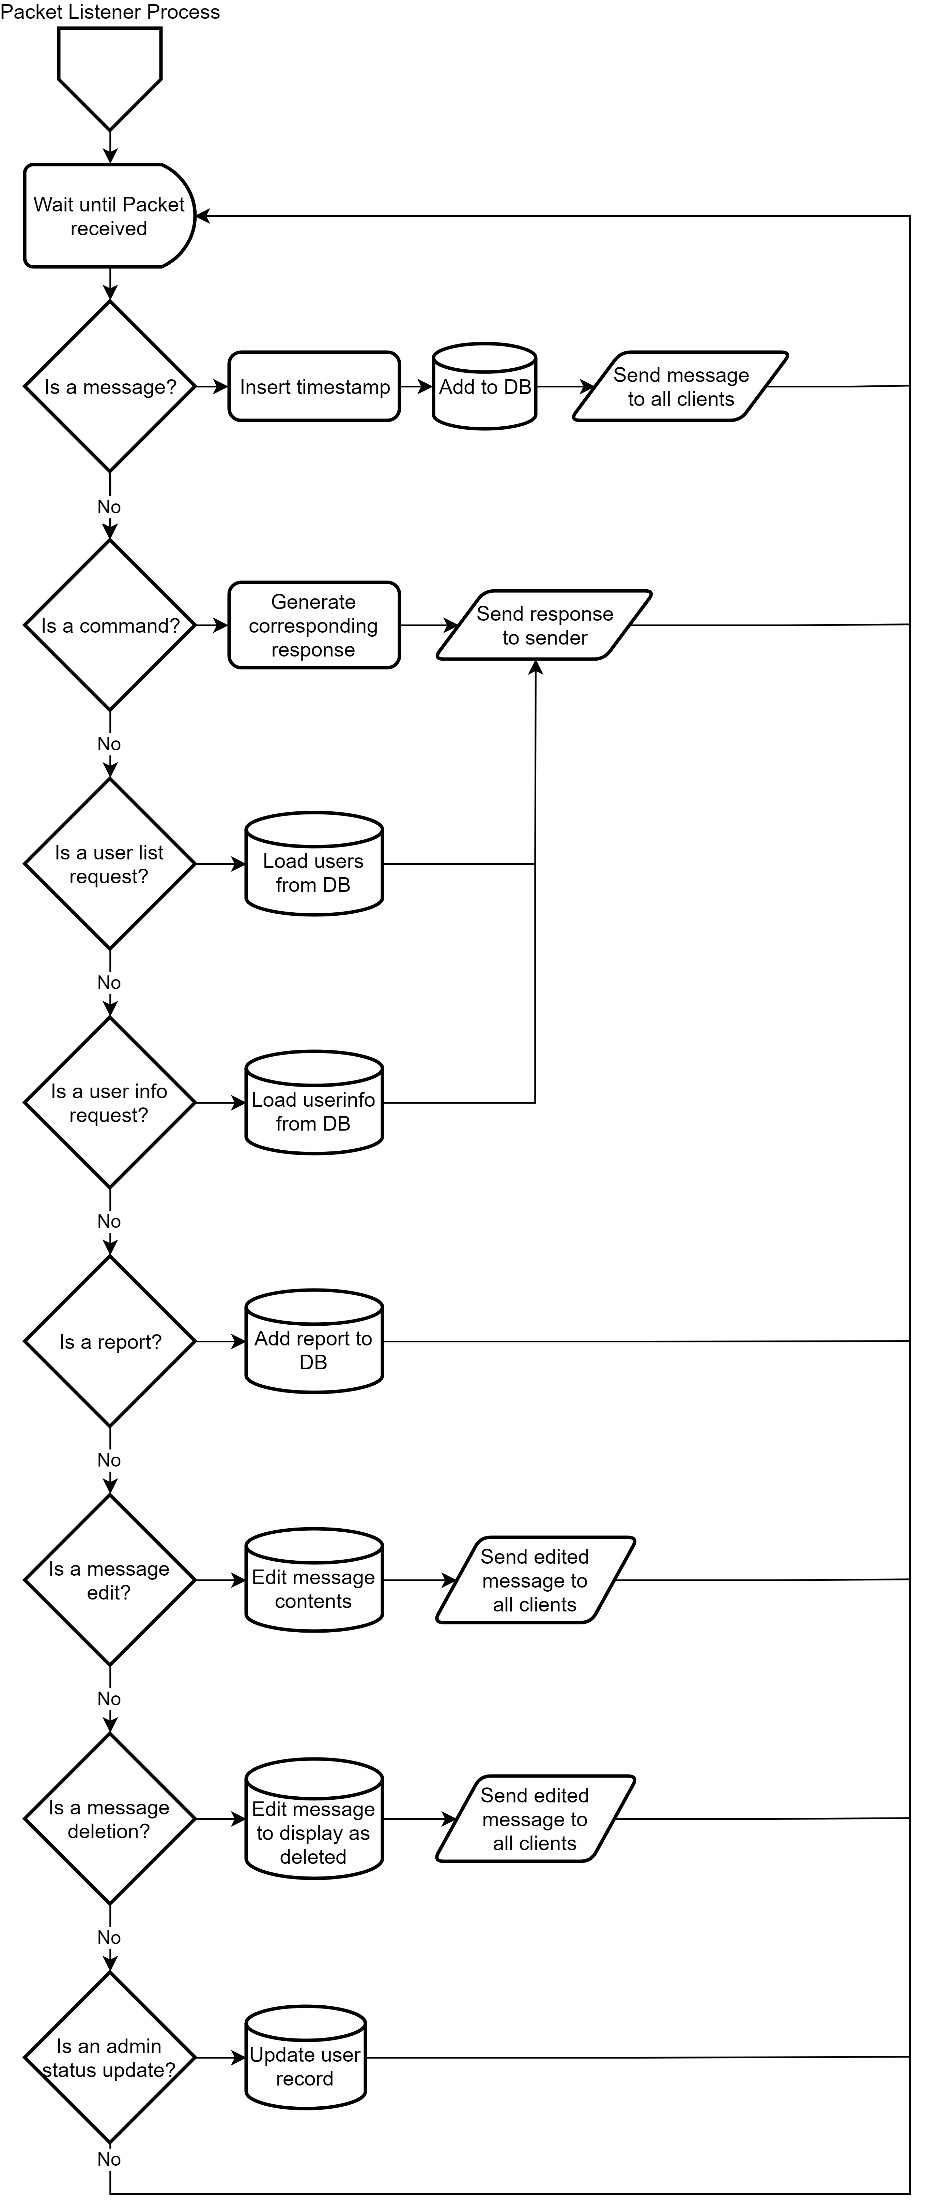 Packet Listener Process
Wait until Packet
received
Is a message?
Insert timestamp
Add to DB
Send message
to all clients
No
Is a command?
Generate
corresponding
response
Send response
to sender
No
Is a user list
request?
Load users
from DB
No
Is a user info
request?
Load userinfo
from DB
No
Is a report?
Add report to
DB
No
Is a message
edit?
Edit message
contents
Send edited
message to
all clients
No
Is a message
deletion?
Edit message
to display as
deleted
Send edited
message to
all clients
No
Is an admin
status update?
Update user
record
No